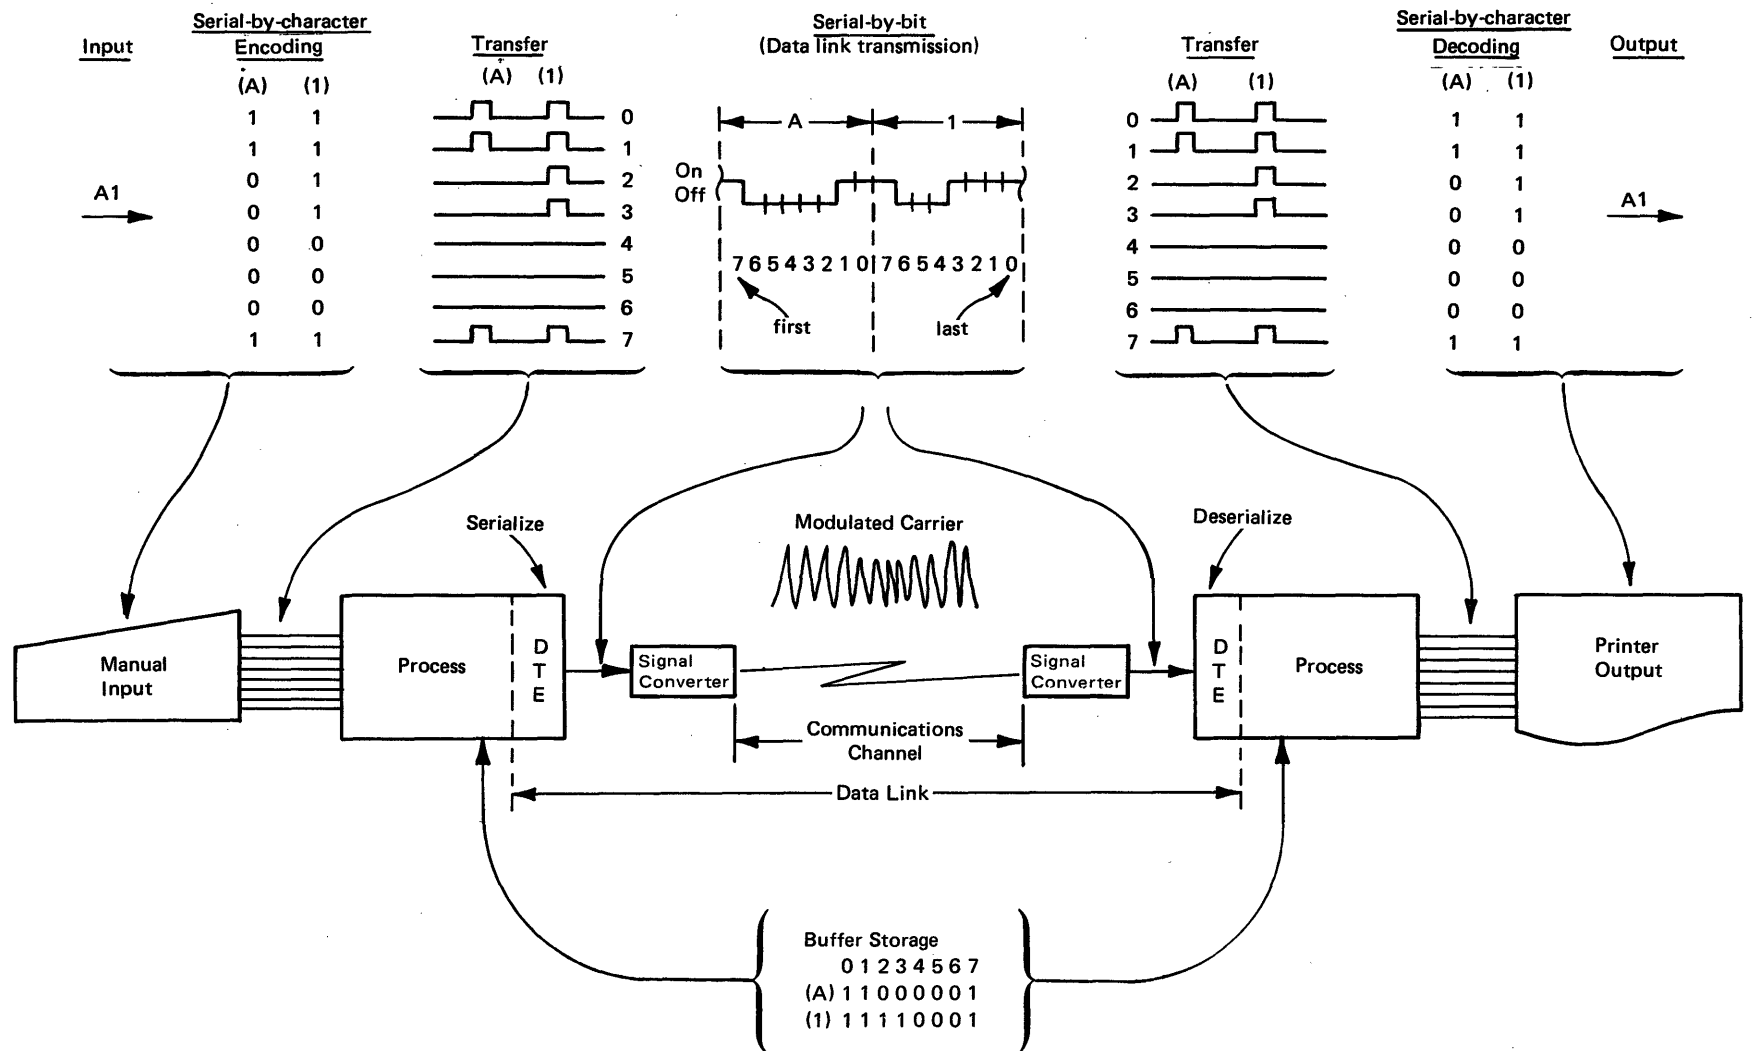 Input
Serial-by-character
Encoding
(A) (1)
1 1
1 1
0 1
0 1
0 0
0 0
0 0
1 1
A1
Transfer
(A) (1)
0
1
2
3
4
5
6
7
Serial-by-bit
(Data link transmission)
A 1
On
Off
7 6 5 4 3 2 1 0 7 6 5 4 3 2 1 0
first last
Transfer
(A) (1)
0
1
2
3
4
5
6
7
Serial-by-character
Decoding
(A) (1)
1 1
1 1
0 1
0 1
0 0
0 0
0 0
1 1
Output
A1
Serialize
Modulated Carrier
Deserialize
Manual
Input
Process
D
T
E
Signal
Converter
Signal
Converter
D
T
E
Process
Printer
Output
Communications
Channel
Data Link
Buffer Storage
0 1 2 3 4 5 6 7
(A) 1 1 0 0 0 0 0 1
(1) 1 1 1 1 0 0 0 1